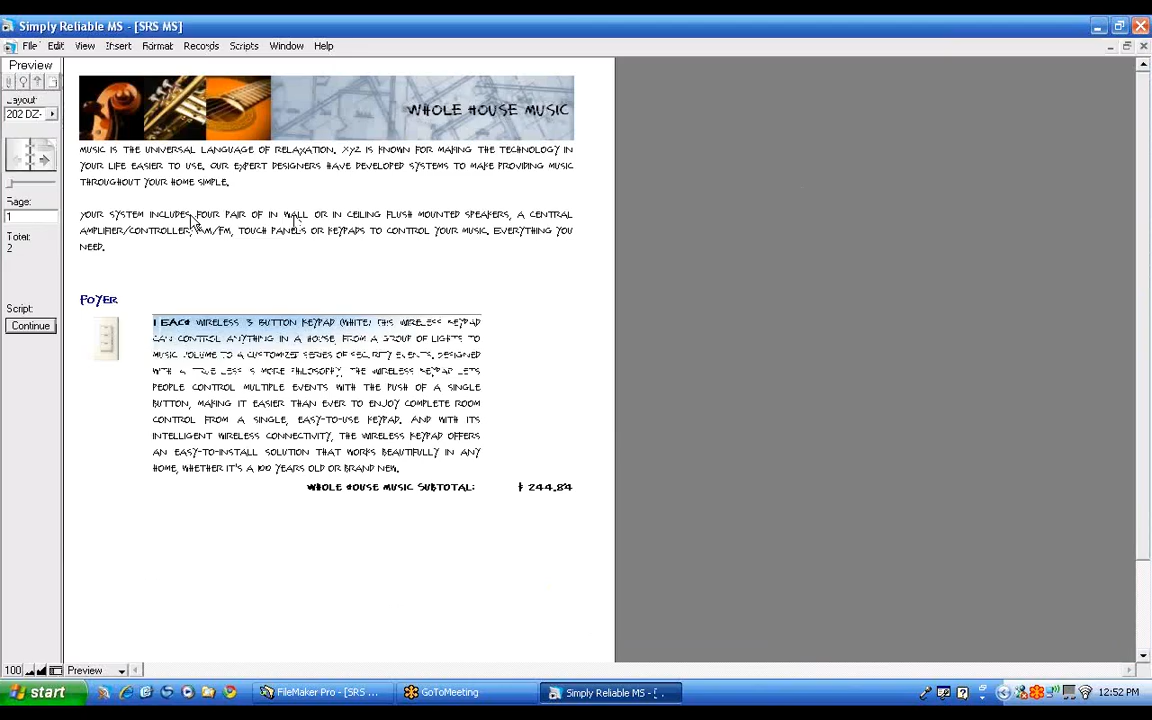 Simply Reliable MS - [SRS MS]
File Edit View Insert Format Records Scripts Window Help
Preview
Layout:
202 DZ-
Page:
1
Total:
2
Script:
Continue
WHOLE HOUSE MUSIC
MUSIC IS THE UNIVERSAL LANGUAGE OF RELAXATION. XYZ IS KNOWN FOR MAKING THE TECHNOLOGY IN
YOUR LIFE EASIER TO USE. OUR EXPERT DESIGNERS HAVE DEVELOPED SYSTEMS TO MAKE PROVIDING MUSIC
THROUGHOUT YOUR HOME SIMPLE.
YOUR SYSTEM INCLUDES FOUR PAIR OF IN WALL OR IN CEILING FLUSH MOUNTED SPEAKERS, A CENTRAL
AMPLIFIER/CONTROLLER, AM/FM, TOUCH PANELS OR KEYPADS TO CONTROL YOUR MUSIC. EVERYTHING YOU
NEED.
FOYER
1 EACH WIRELESS 3 BUTTON KEYPAD (WHITE) THIS WIRELESS KEYPAD
CAN CONTROL ANYTHING IN A HOUSE, FROM A GROUP OF LIGHTS TO
MUSIC VOLUME TO A CUSTOMIZED SERIES OF SECURITY EVENTS. DESIGNED
WITH A TRUE LESS IS MORE PHILOSOPHY, THE WIRELESS KEYPAD LETS
PEOPLE CONTROL MULTIPLE EVENTS WITH THE PUSH OF A SINGLE
BUTTON, MAKING IT EASIER THAN EVER TO ENJOY COMPLETE ROOM
CONTROL FROM A SINGLE, EASY-TO-USE KEYPAD. AND WITH ITS
INTELLIGENT WIRELESS CONNECTIVITY, THE WIRELESS KEYPAD OFFERS
AN EASY-TO-INSTALL SOLUTION THAT WORKS BEAUTIFULLY IN ANY
HOME, WHETHER IT'S A 100 YEARS OLD OR BRAND NEW.
WHOLE HOUSE MUSIC SUBTOTAL: $ 244.84
100 Preview
start FileMaker Pro - [SRS ... GoToMeeting Simply Reliable MS - [... 12:52 PM